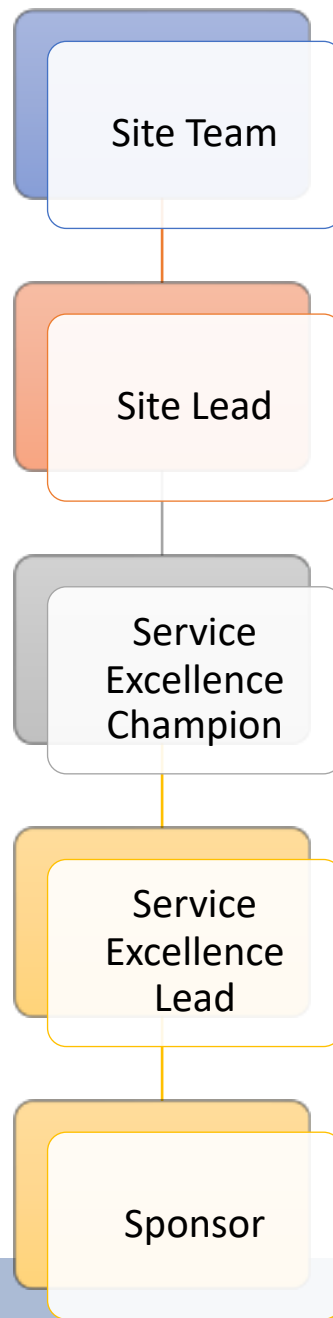 Site Team
Site Lead
Service
Excellence
Champion
Service
Excellence
Lead
Sponsor